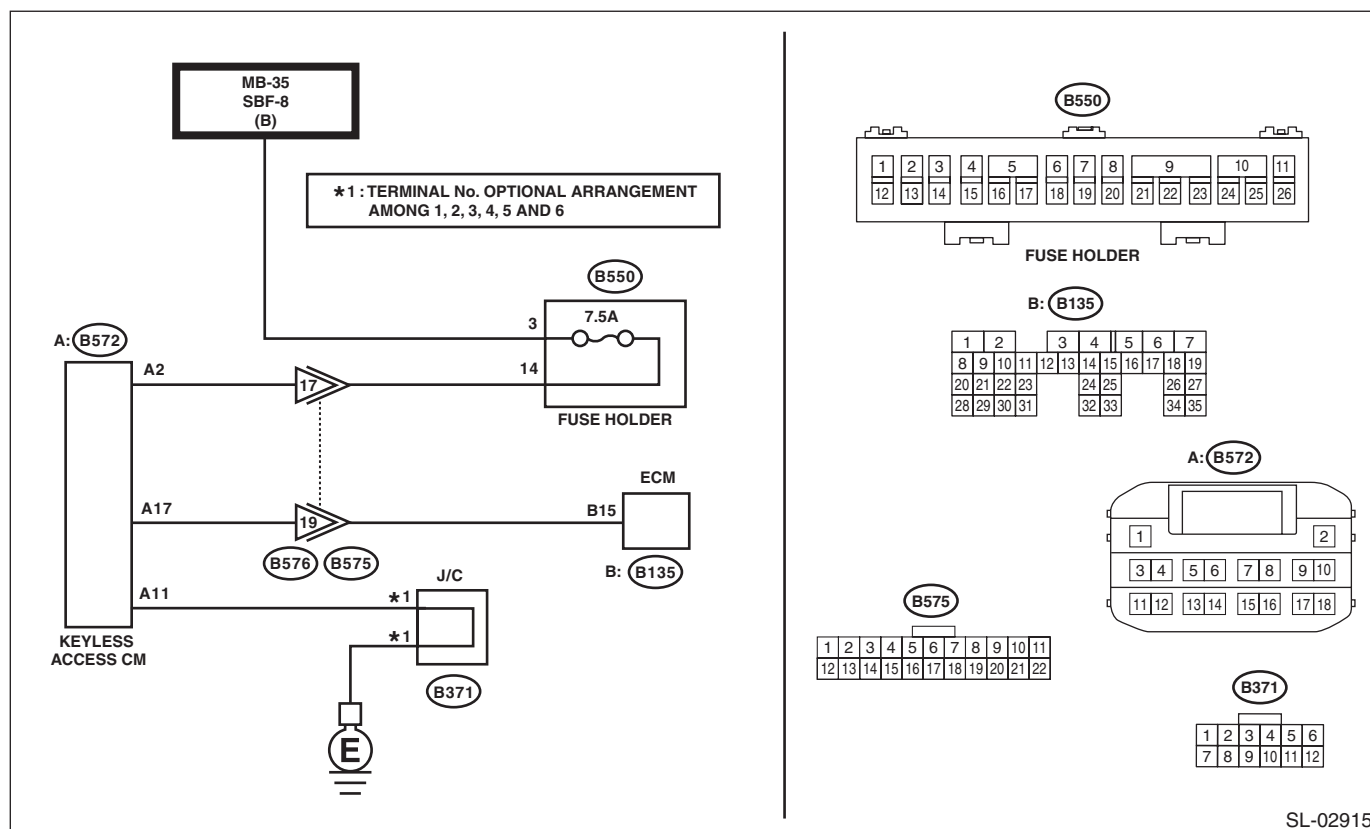 MB-35
SBF-8
(B)
*1 : TERMINAL No. OPTIONAL ARRANGEMENT
AMONG 1, 2, 3, 4, 5 AND 6
B550
7.5A
3
14
FUSE HOLDER
A: B572
A2
17
A17
19
B576 B575
ECM
B15
B: B135
A11
*1
*1
J/C
B371
KEYLESS
ACCESS CM
E
B550
1 2 3 4 5 6 7 8 9 10 11
12 13 14 15 16 17 18 19 20 21 22 23 24 25 26
FUSE HOLDER
B: B135
1 2 3 4 5 6 7
8 9 10 11 12 13 14 15 16 17 18 19
20 21 22 23 24 25 26 27
28 29 30 31 32 33 34 35
A: B572
1 2
3 4 5 6 7 8 9 10
11 12 13 14 15 16 17 18
B575
1 2 3 4 5 6 7 8 9 10 11
12 13 14 15 16 17 18 19 20 21 22
B371
1 2 3 4 5 6
7 8 9 10 11 12
SL-02915